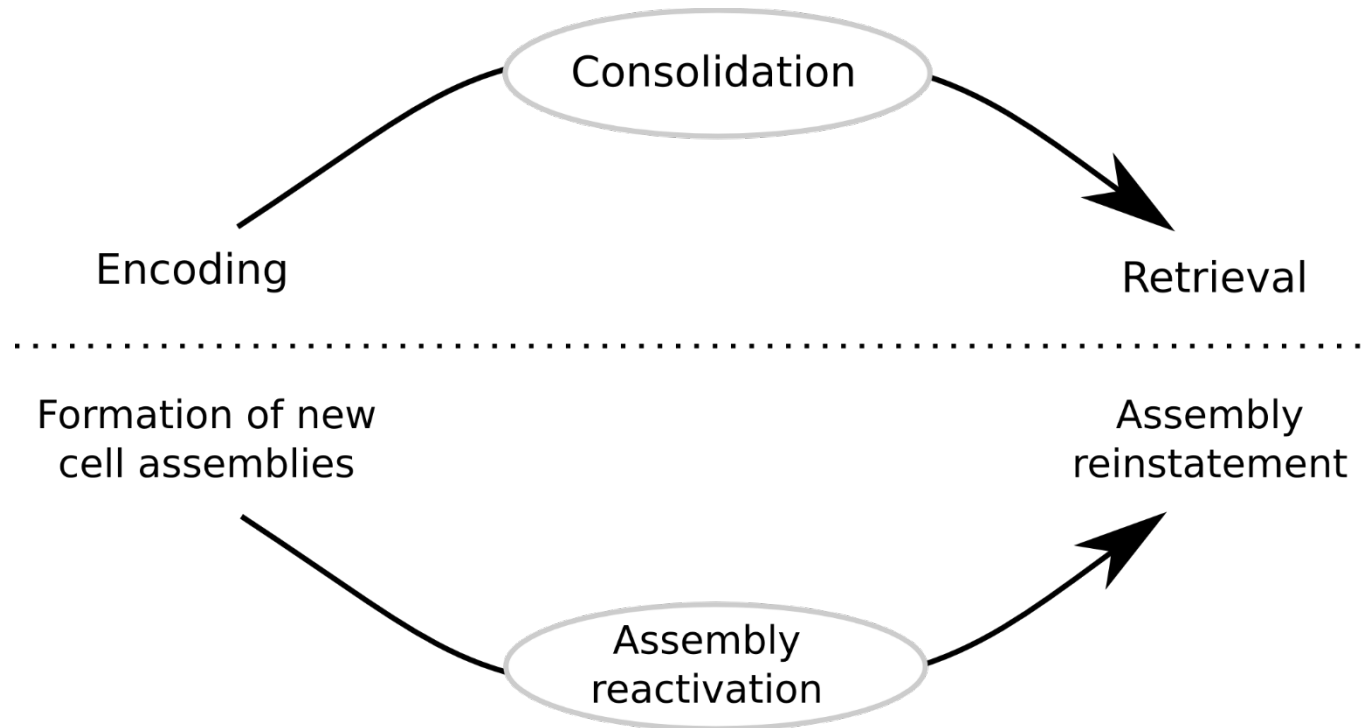 Consolidation
Encoding
Retrieval
Formation of new
cell assemblies
Assembly
reinstatement
Assembly
reactivation